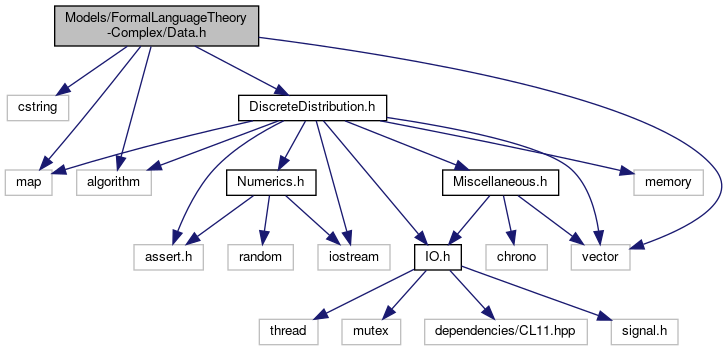 Models/FormalLanguageTheory
-Complex/Data.h
cstring
DiscreteDistribution.h
map
algorithm
Numerics.h
Miscellaneous.h
memory
assert.h
random
iostream
IO.h
chrono
vector
thread
mutex
dependencies/CL11.hpp
signal.h